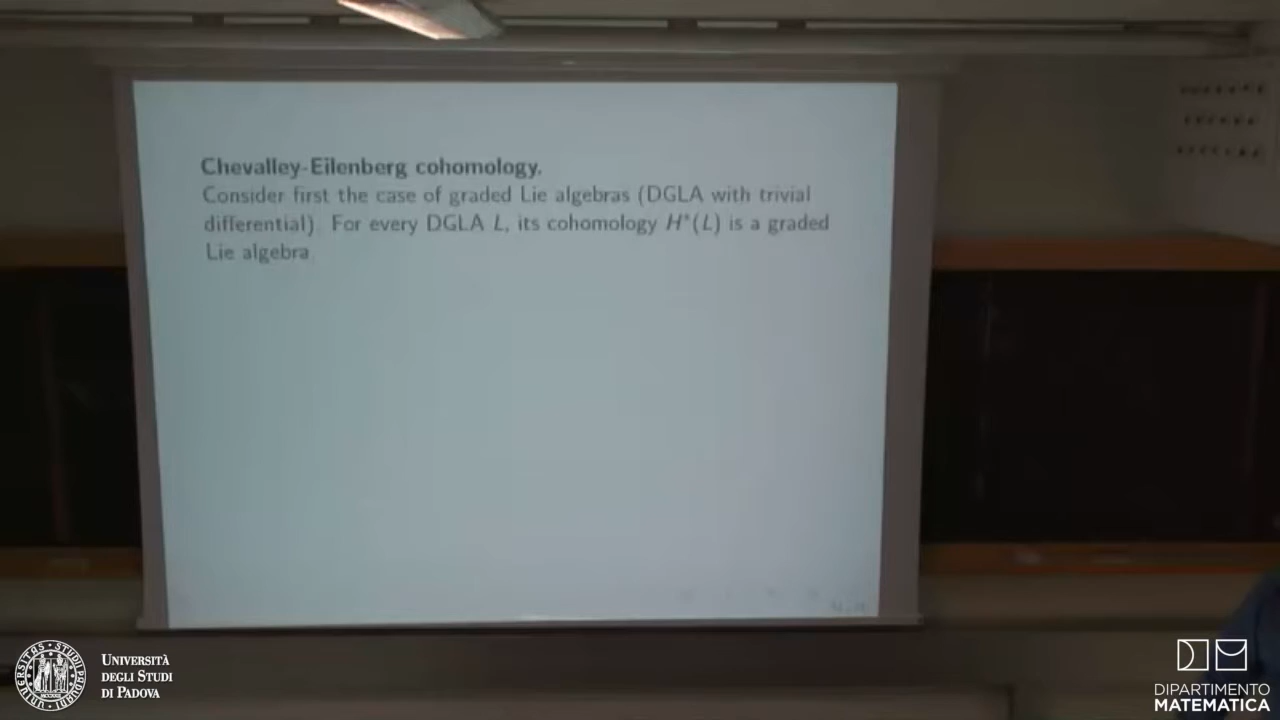 Chevalley-Eilenberg cohomology.
Consider first the case of graded Lie algebras (DGLA with trivial
differential). For every DGLA L, its cohomology H*(L) is a graded
Lie algebra.
UNIVERSITÀ
DEGLI STUDI
DI PADOVA
DIPARTIMENTO
MATEMATICA